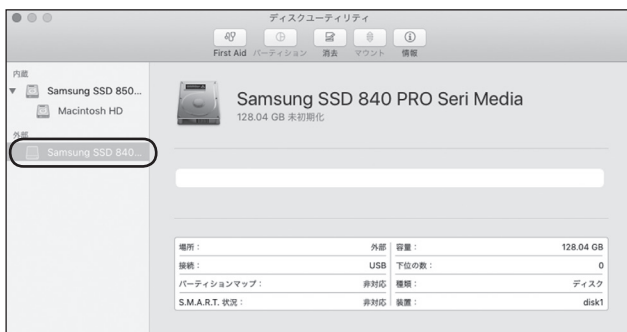 ディスクユーティリティ
First Aid パーティション 消去 マウント 情報
内蔵
Samsung SSD 850...
Macintosh HD
外部
Samsung SSD 840...
Samsung SSD 840 PRO Seri Media
128.04 GB 未初期化
場所： 外部 容量： 128.04 GB
接続： USB 下位の数： 0
パーティションマップ： 非対応 種類： ディスク
S.M.A.R.T. 状況： 非対応 装置： disk1